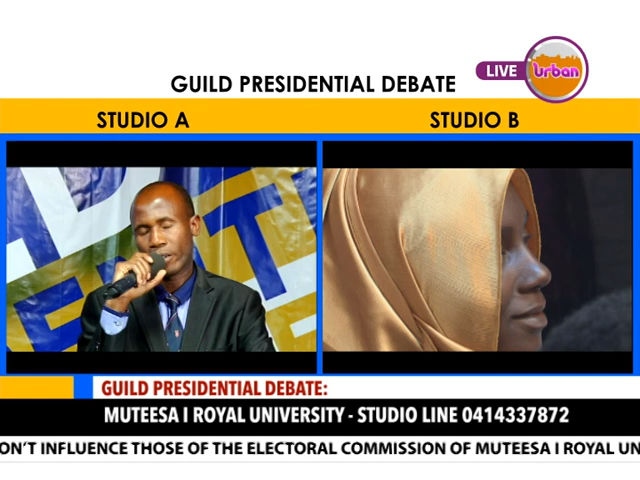 LIVE
Urban
GUILD PRESIDENTIAL DEBATE
STUDIO A
STUDIO B
GUILD PRESIDENTIAL DEBATE:
MUTEESA I ROYAL UNIVERSITY - STUDIO LINE 0414337872
ON'T INFLUENCE THOSE OF THE ELECTORAL COMMISSION OF MUTEESA I ROYAL UN